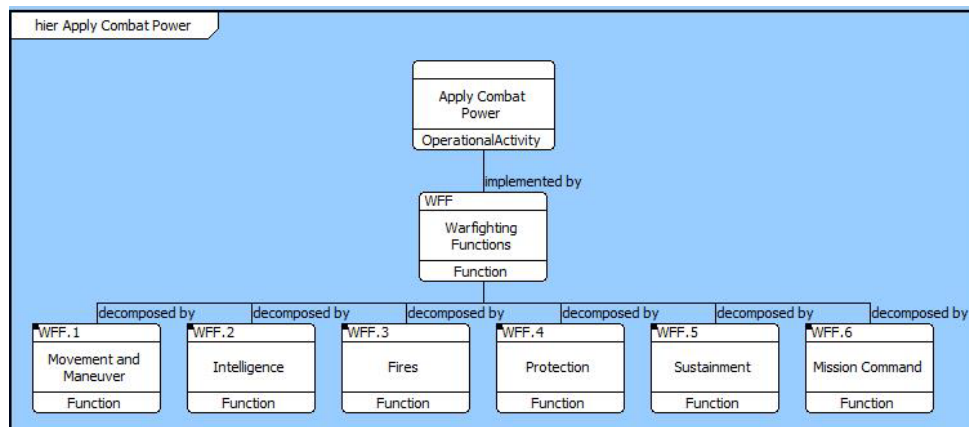 hier Apply Combat Power
Apply Combat
Power
OperationalActivity
implemented by
WFF
Warfighting
Functions
Function
decomposed by decomposed by decomposed by decomposed by decomposed by decomposed by
WFF.1 WFF.2 WFF.3 WFF.4 WFF.5 WFF.6
Movement and
Maneuver Intelligence Fires Protection Sustainment Mission Command
Function Function Function Function Function Function